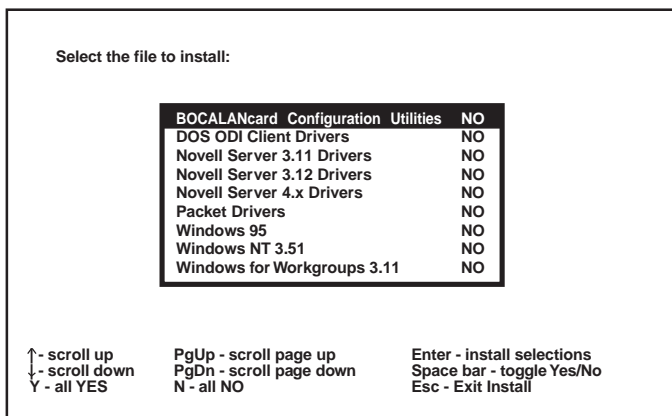 Select the file to install:
BOCALANcard Configuration Utilities NO
DOS ODI Client Drivers NO
Novell Server 3.11 Drivers NO
Novell Server 3.12 Drivers NO
Novell Server 4.x Drivers NO
Packet Drivers NO
Windows 95 NO
Windows NT 3.51 NO
Windows for Workgroups 3.11 NO
↑- scroll up PgUp - scroll page up Enter - install selections
↓- scroll down PgDn - scroll page down Space bar - toggle Yes/No
Y - all YES N - all NO Esc - Exit Install